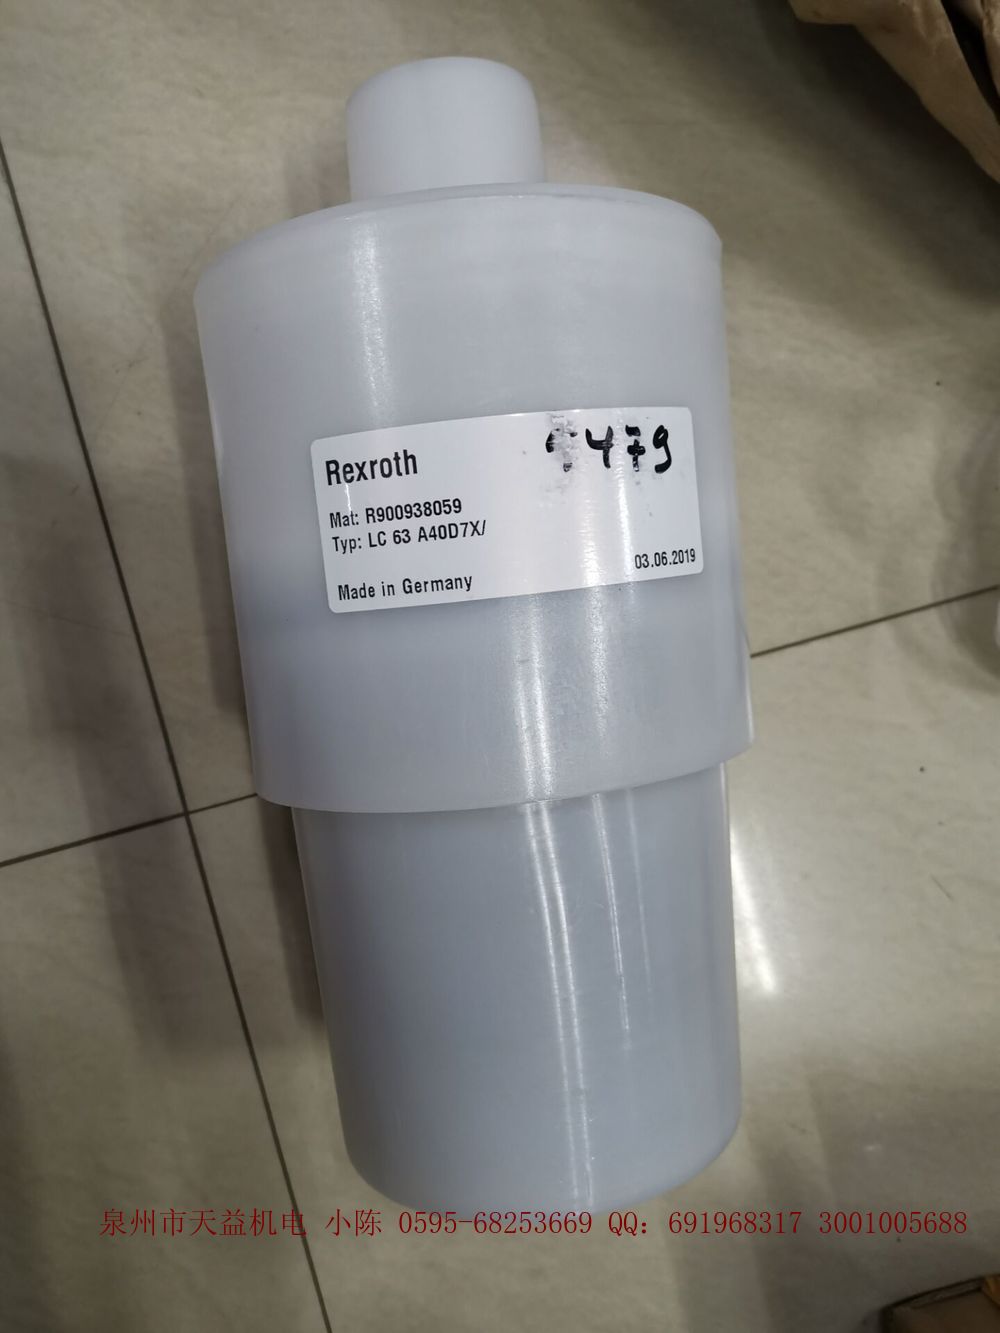 Rexroth
479
Mat: R900938059
Typ: LC 63 A40D7X/
03.06.2019
Made in Germany
泉州市天益机电 小陈 0595-68253669 QQ：691968317 3001005688